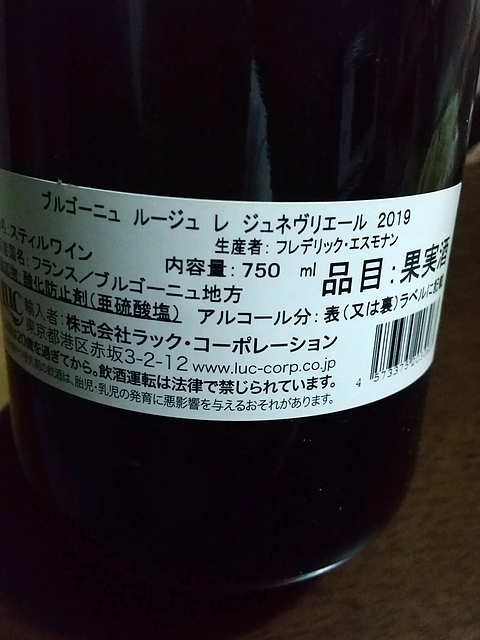 ブルゴーニュ ルージュ レ ジュネヴリエール 2019
生産者:フレデリック・エスモナン
スティルワイン
フランス/ブルゴーニュ地方
内容量:750 ml
品目:果実酒
酸化防止剤(亜硫酸塩)
アルコール分:表(又は裏)ラベルに記載
輸入者:株式会社ラック・コーポレーション
東京都港区赤坂3-2-12 www.luc-corp.co.jp
20歳を過ぎてから。飲酒運転は法律で禁じられています。
の飲酒は、胎児・乳児の発育に悪影響を与えるおそれがあります。
4 573373